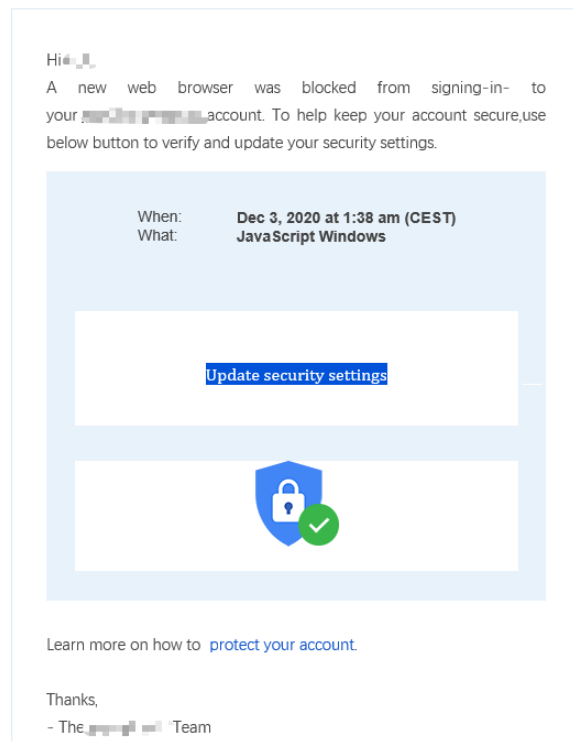 Hi
A new web browser was blocked from signing-in- to
your account. To help keep your account secure,use
below button to verify and update your security settings.
When: Dec 3, 2020 at 1:38 am (CEST)
What: JavaScript Windows
Update security settings
Learn more on how to protect your account.
Thanks,
- The Team